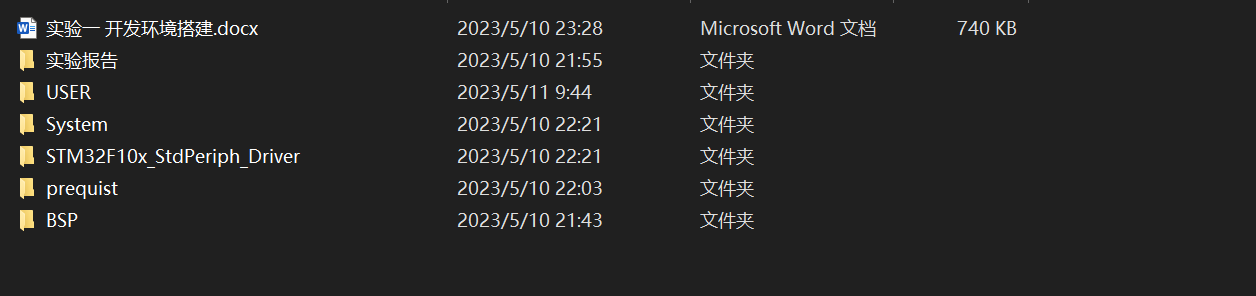 实验一 开发环境搭建.docx 2023/5/10 23:28 Microsoft Word 文档 740 KB
实验报告 2023/5/10 21:55 文件夹
USER 2023/5/11 9:44 文件夹
System 2023/5/10 22:21 文件夹
STM32F10x_StdPeriph_Driver 2023/5/10 22:21 文件夹
prequist 2023/5/10 22:03 文件夹
BSP 2023/5/10 21:43 文件夹